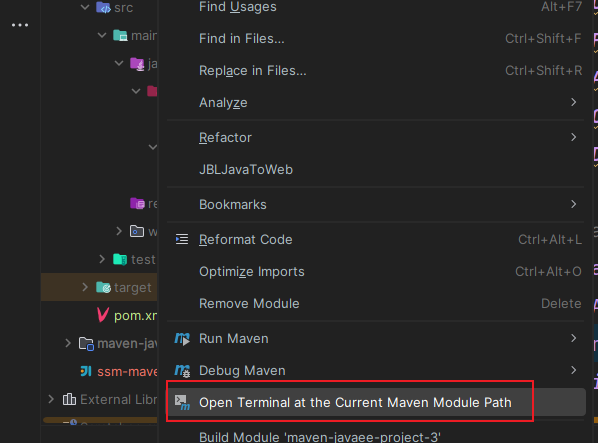 src
main
ja
re
w
test
target
pom.xm
maven-jav
ssm-mave
External Libr
Find Usages Alt+F7
Find in Files... Ctrl+Shift+F
Replace in Files... Ctrl+Shift+R
Analyze
Refactor
JBLJavaToWeb
Bookmarks
Reformat Code Ctrl+Alt+L
Optimize Imports Ctrl+Alt+O
Remove Module Delete
Run Maven
Debug Maven
Open Terminal at the Current Maven Module Path
Build Module 'maven-javaee-project-3'